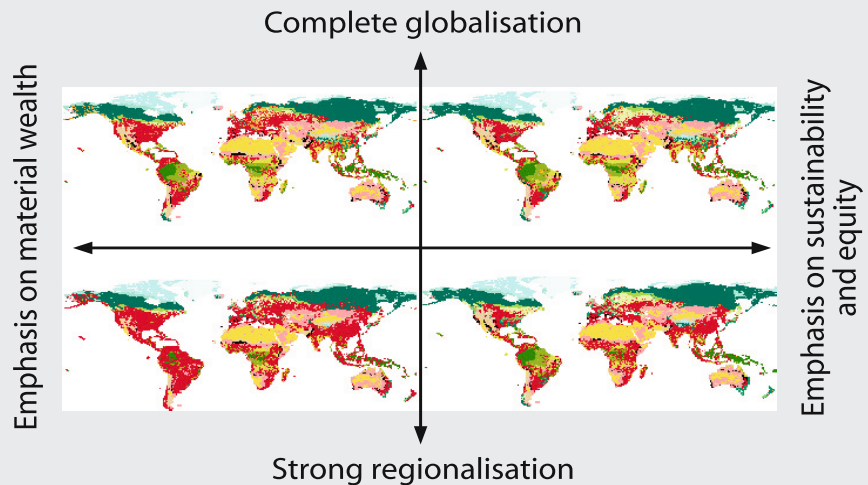 Complete globalisation
Emphasis on material wealth
Emphasis on sustainability
and equity
Strong regionalisation